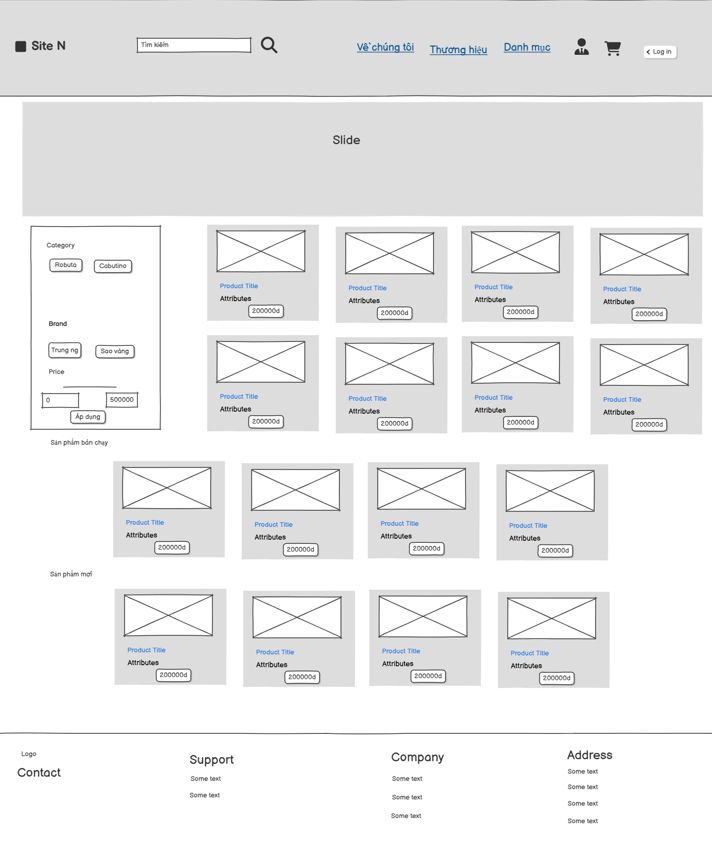 Site N
Tìm kiếm
Về chúng tôi
Thương hiệu
Danh mục
Log in
Slide
Category
Robuta
Cabutino
Brand
Trung ng
Sao vàng
Price
0
500000
Áp dụng
Product Title
Attributes
200000đ
Product Title
Attributes
200000đ
Product Title
Attributes
200000đ
Product Title
Attributes
200000đ
Product Title
Attributes
200000đ
Product Title
Attributes
200000đ
Product Title
Attributes
200000đ
Product Title
Attributes
200000đ
Sản phẩm bán chạy
Product Title
Attributes
200000đ
Product Title
Attributes
200000đ
Product Title
Attributes
200000đ
Product Title
Attributes
200000đ
Sản phẩm mới
Product Title
Attributes
200000đ
Product Title
Attributes
200000đ
Product Title
Attributes
200000đ
Product Title
Attributes
200000đ
Logo
Contact
Support
Some text
Some text
Company
Some text
Some text
Some text
Address
Some text
Some text
Some text
Some text